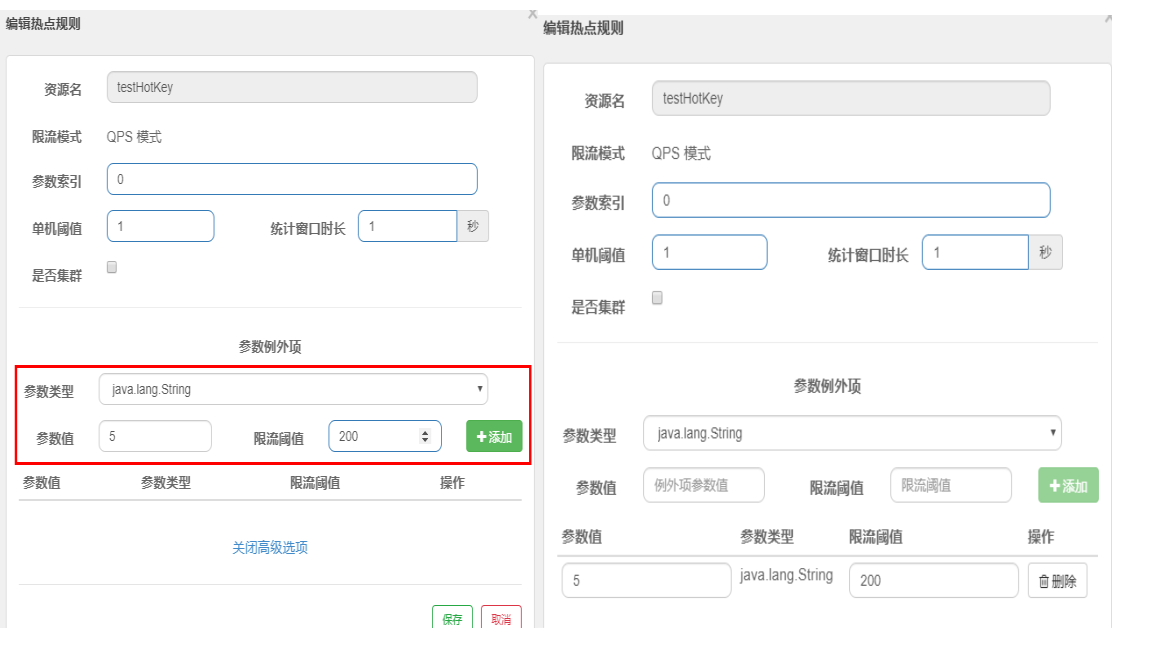 编辑热点规则
x
资源名 testHotKey
限流模式 QPS 模式
参数索引 0
单机阈值 1 统计窗口时长 1 秒
是否集群
参数例外项
参数类型 java.lang.String
参数值 5 限流阈值 200 +添加
参数值 参数类型 限流阈值 操作
关闭高级选项
保存 取消
编辑热点规则
资源名 testHotKey
限流模式 QPS 模式
参数索引 0
单机阈值 1 统计窗口时长 1 秒
是否集群
参数例外项
参数类型 java.lang.String
参数值 例外项参数值 限流阈值 限流阈值 +添加
参数值 参数类型 限流阈值 操作
5 java.lang.String 200 删除